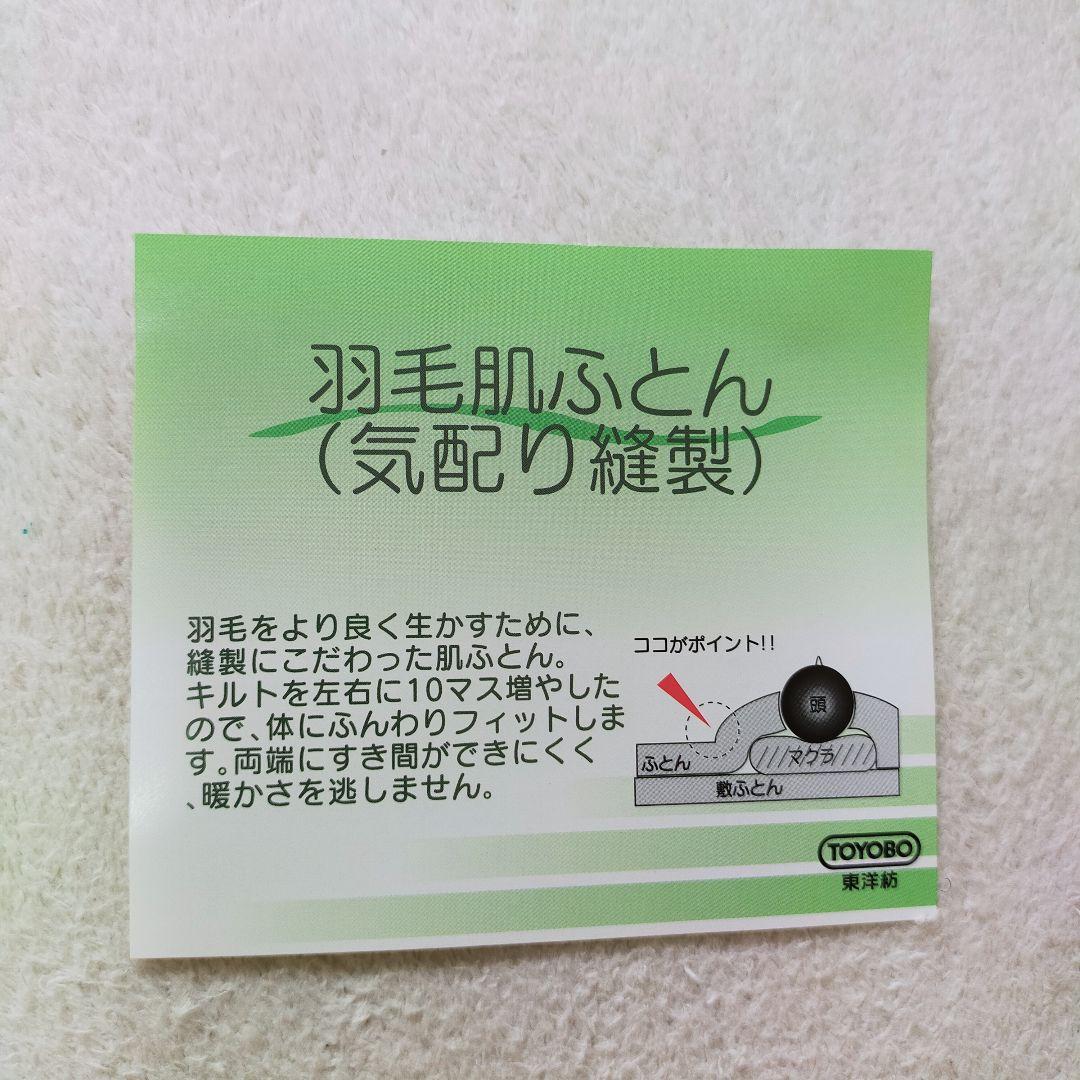 羽毛肌ふとん
(気配り縫製)
羽毛をより良く生かすために、
縫製にこだわった肌ふとん。
キルトを左右に10マス増やした
ので、体にふんわりフィットしま
す。両端にすき間ができにくく
、暖かさを逃しません。
ココがポイント!!
頭
マクラ
ふとん
敷ふとん
TOYOBO
東洋紡